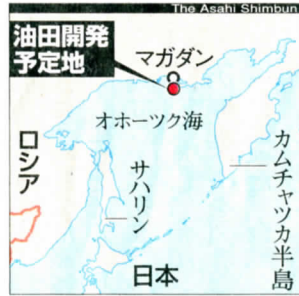 The Asahi Shimbun
油田開発
予定地
マガダン
オホーツク海
ロシア
サハリン
カムチャツカ半島
日本